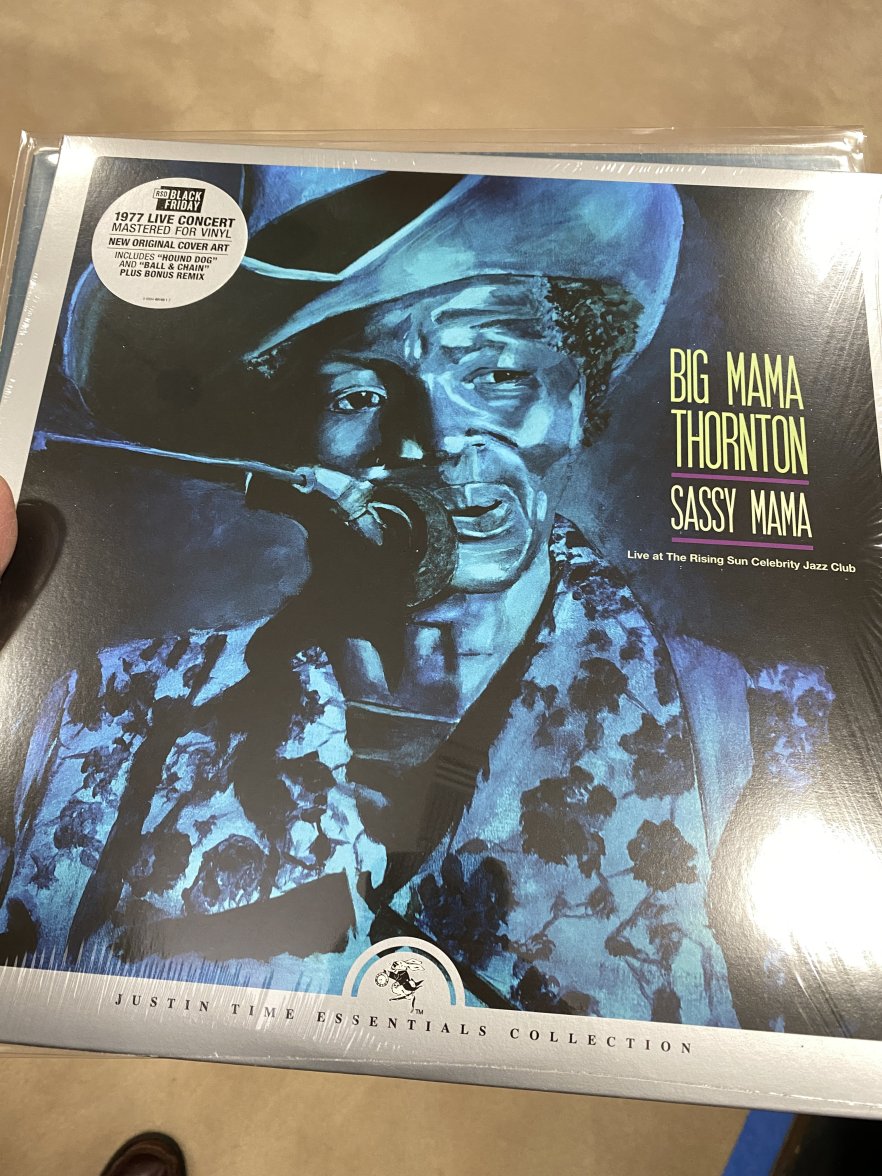 RSD BLACK
FRIDAY
1977 LIVE CONCERT
MASTERED FOR VINYL
NEW ORIGINAL COVER ART
INCLUDES "HOUND DOG"
AND "BALL & CHAIN"
PLUS BONUS REMIX
BIG MAMA
THORNTON
SASSY MAMA
Live at The Rising Sun Celebrity Jazz Club
TM
JUSTIN TIME ESSENTIALS COLLECTION